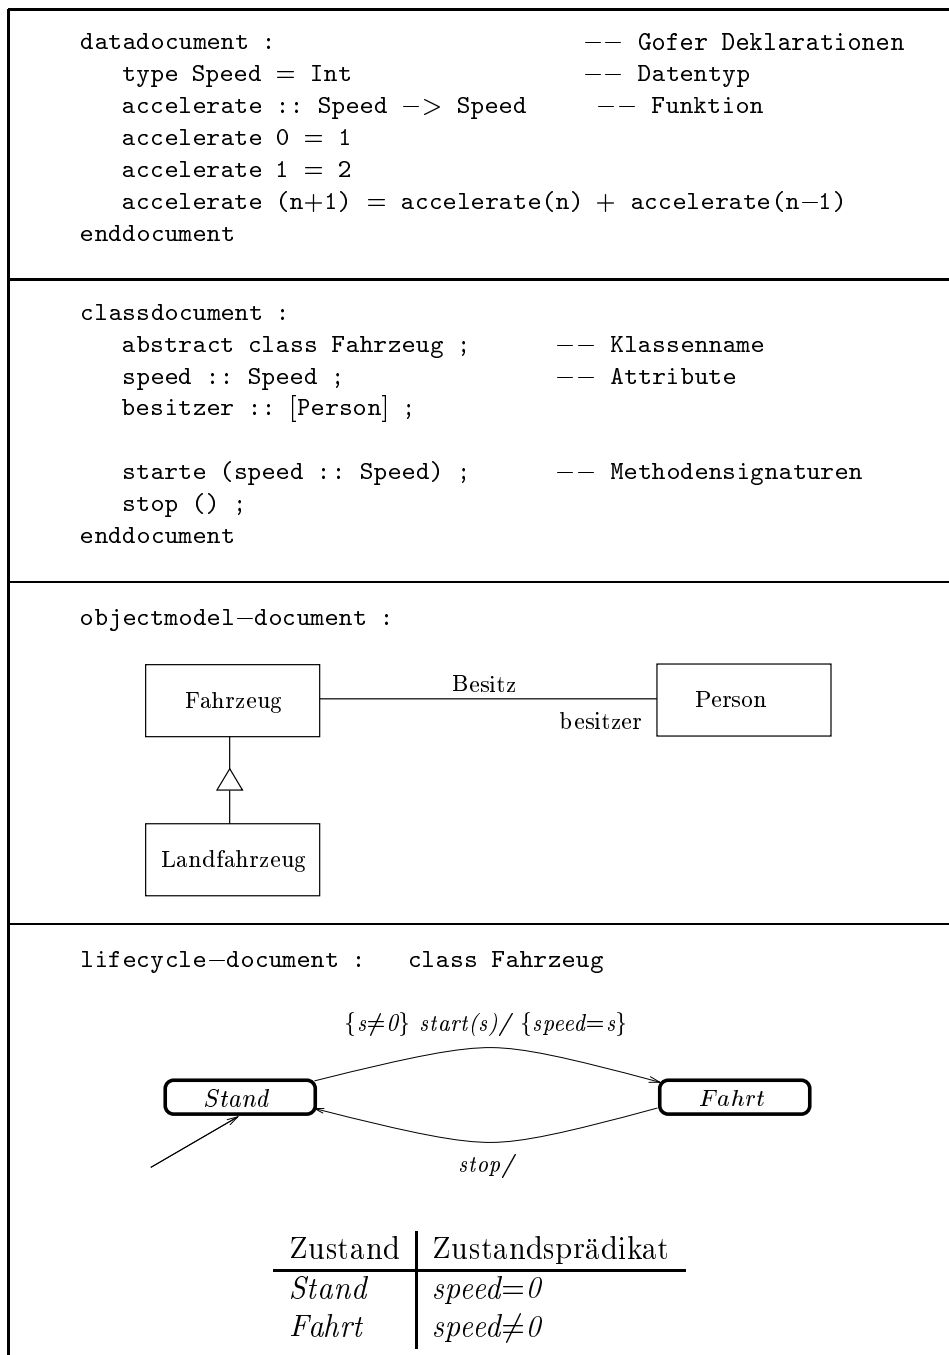 datadocument : -- Gofer Deklarationen
type Speed = Int -- Datentyp
accelerate :: Speed -> Speed -- Funktion
accelerate 0 = 1
accelerate 1 = 2
accelerate (n+1) = accelerate(n) + accelerate(n-1)
enddocument
classdocument :
abstract class Fahrzeug ; -- Klassenname
speed :: Speed ; -- Attribute
besitzer :: [Person] ;
starte (speed :: Speed) ; -- Methodensignaturen
stop () ;
enddocument
objectmodel-document :
Fahrzeug Besitz Person
besitzer
Landfahrzeug
lifecycle-document : class Fahrzeug
{s≠0} start(s)/ {speed=s}
Stand Fahrt
stop/
Zustand Zustandsprädikat
Stand speed=0
Fahrt speed≠0